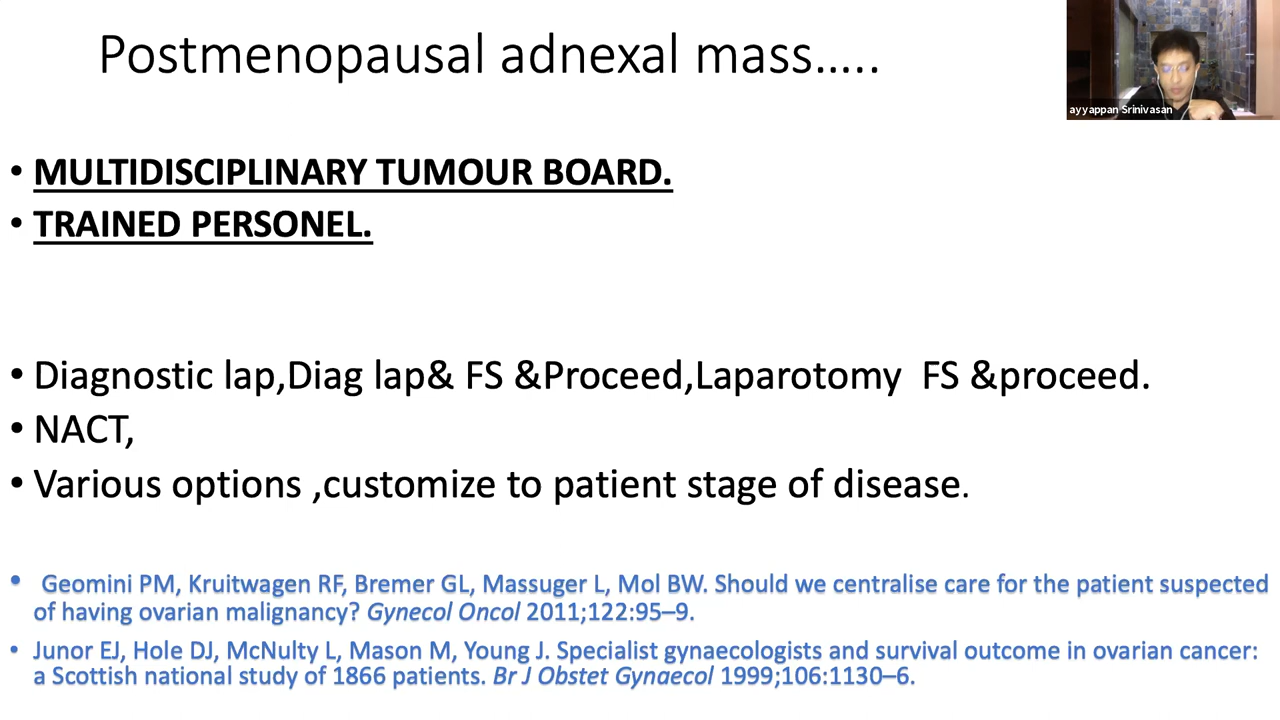 Postmenopausal adnexal mass.....
ayyappan Srinivasan
• MULTIDISCIPLINARY TUMOUR BOARD.
• TRAINED PERSONEL.
• Diagnostic lap,Diag lap& FS &Proceed,Laparotomy FS &proceed.
• NACT,
• Various options ,customize to patient stage of disease.
• Geomini PM, Kruitwagen RF, Bremer GL, Massuger L, Mol BW. Should we centralise care for the patient suspected
of having ovarian malignancy? Gynecol Oncol 2011;122:95–9.
• Junor EJ, Hole DJ, McNulty L, Mason M, Young J. Specialist gynaecologists and survival outcome in ovarian cancer:
a Scottish national study of 1866 patients. Br J Obstet Gynaecol 1999;106:1130–6.